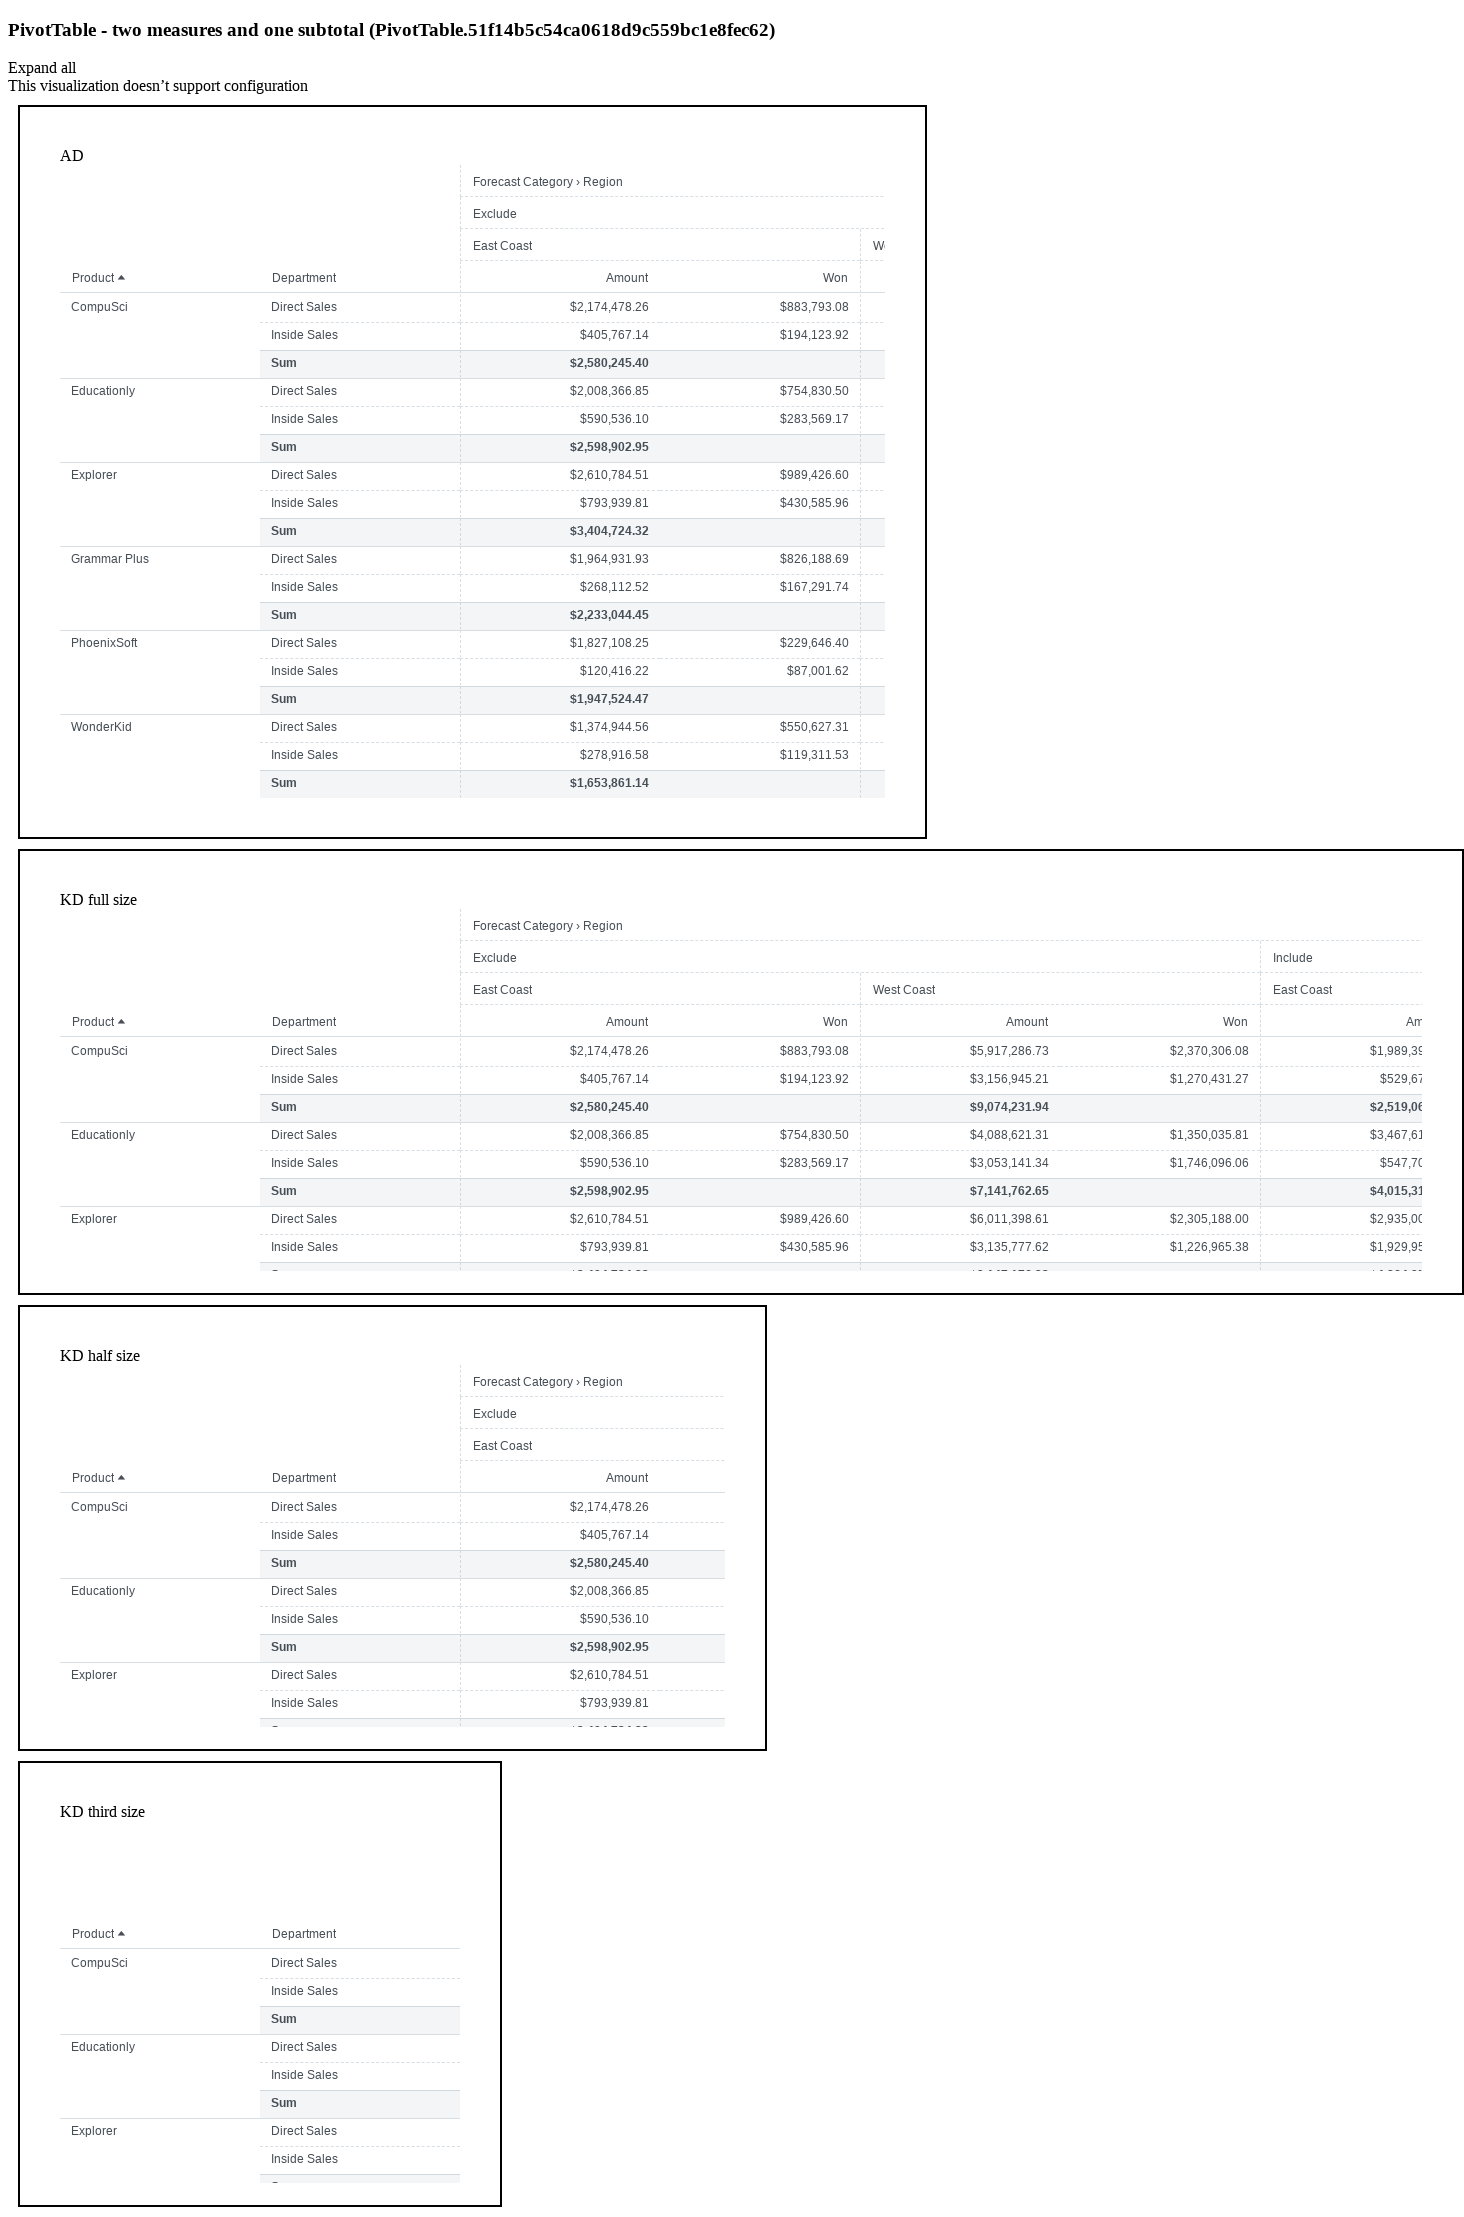 PivotTable - two measures and one subtotal (PivotTable.51f14b5c54ca0618d9c559bc1e8fec62)
Expand all
This visualization doesn’t support configuration
AD
Forecast Category › Region
Exclude
East Coast
Product Department Amount Won
CompuSci Direct Sales $2,174,478.26 $883,793.08
Inside Sales $405,767.14 $194,123.92
Sum $2,580,245.40
Educationly Direct Sales $2,008,366.85 $754,830.50
Inside Sales $590,536.10 $283,569.17
Sum $2,598,902.95
Explorer Direct Sales $2,610,784.51 $989,426.60
Inside Sales $793,939.81 $430,585.96
Sum $3,404,724.32
Grammar Plus Direct Sales $1,964,931.93 $826,188.69
Inside Sales $268,112.52 $167,291.74
Sum $2,233,044.45
PhoenixSoft Direct Sales $1,827,108.25 $229,646.40
Inside Sales $120,416.22 $87,001.62
Sum $1,947,524.47
WonderKid Direct Sales $1,374,944.56 $550,627.31
Inside Sales $278,916.58 $119,311.53
Sum $1,653,861.14
KD full size
Forecast Category › Region
Exclude Include
East Coast West Coast East Coast
Product Department Amount Won Amount Won Am
CompuSci Direct Sales $2,174,478.26 $883,793.08 $5,917,286.73 $2,370,306.08 $1,989,39
Inside Sales $405,767.14 $194,123.92 $3,156,945.21 $1,270,431.27 $529,67
Sum $2,580,245.40 $9,074,231.94 $2,519,06
Educationly Direct Sales $2,008,366.85 $754,830.50 $4,088,621.31 $1,350,035.81 $3,467,61
Inside Sales $590,536.10 $283,569.17 $3,053,141.34 $1,746,096.06 $547,70
Sum $2,598,902.95 $7,141,762.65 $4,015,31
Explorer Direct Sales $2,610,784.51 $989,426.60 $6,011,398.61 $2,305,188.00 $2,935,00
Inside Sales $793,939.81 $430,585.96 $3,135,777.62 $1,226,965.38 $1,929,95
KD half size
Forecast Category › Region
Exclude
East Coast
Product Department Amount
CompuSci Direct Sales $2,174,478.26
Inside Sales $405,767.14
Sum $2,580,245.40
Educationly Direct Sales $2,008,366.85
Inside Sales $590,536.10
Sum $2,598,902.95
Explorer Direct Sales $2,610,784.51
Inside Sales $793,939.81
KD third size
Product Department
CompuSci Direct Sales
Inside Sales
Sum
Educationly Direct Sales
Inside Sales
Sum
Explorer Direct Sales
Inside Sales